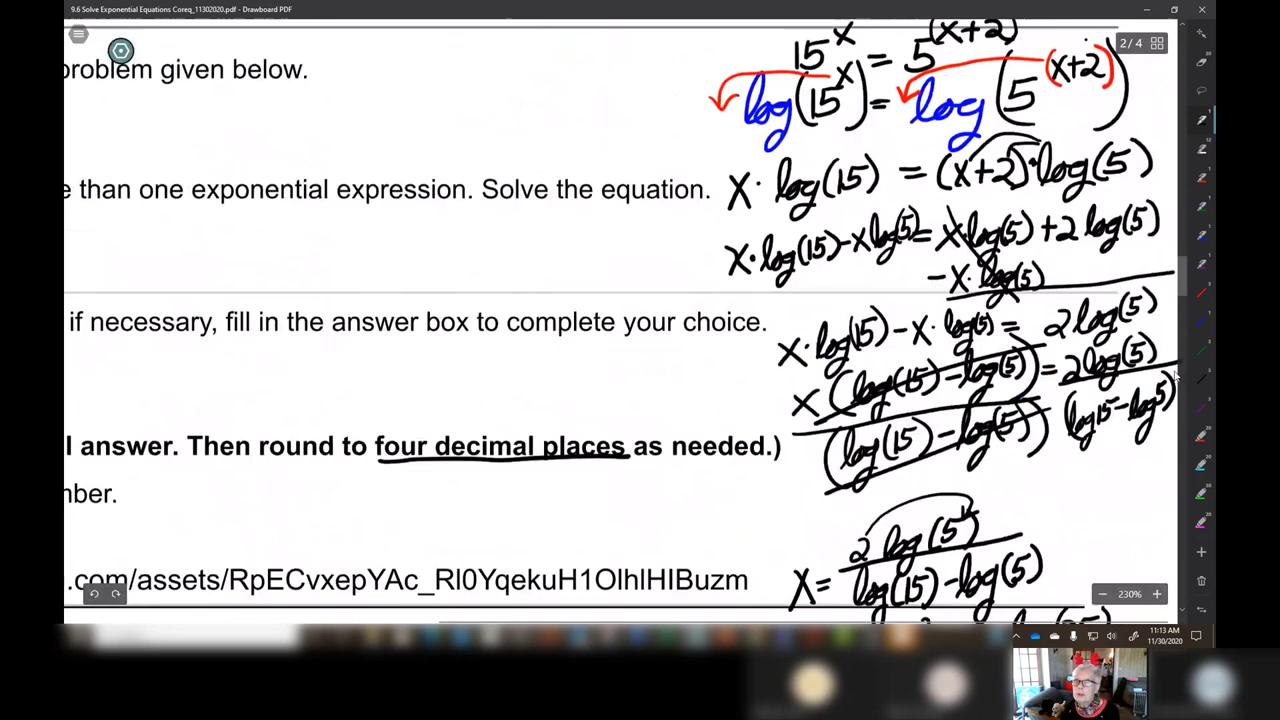 9.6 Solve Exponential Equations Coreq_11302020.pdf - Drawboard PDF
2 / 4
problem given below.
e than one exponential expression. Solve the equation.
if necessary, fill in the answer box to complete your choice.
l answer. Then round to four decimal places as needed.)
mber.
.com/assets/RpECvxepYAc_Rl0YqekuH1OlhlHIBuzm
15^x = 5^(x+2)
log(15^x) = log(5^(x+2))
x · log(15) = (x+2) · log(5)
x · log(15) - x log(5) = x · log(5) + 2 log(5)
- x · log(5)
x · log(15) - x · log(5) = 2 log(5)
x (log(15) - log(5)) = 2 log(5)
(log(15) - log(5)) (log 15 - log 5)
2 log(5)
x = log(15) - log(5)
230%
11:13 AM
11/30/2020